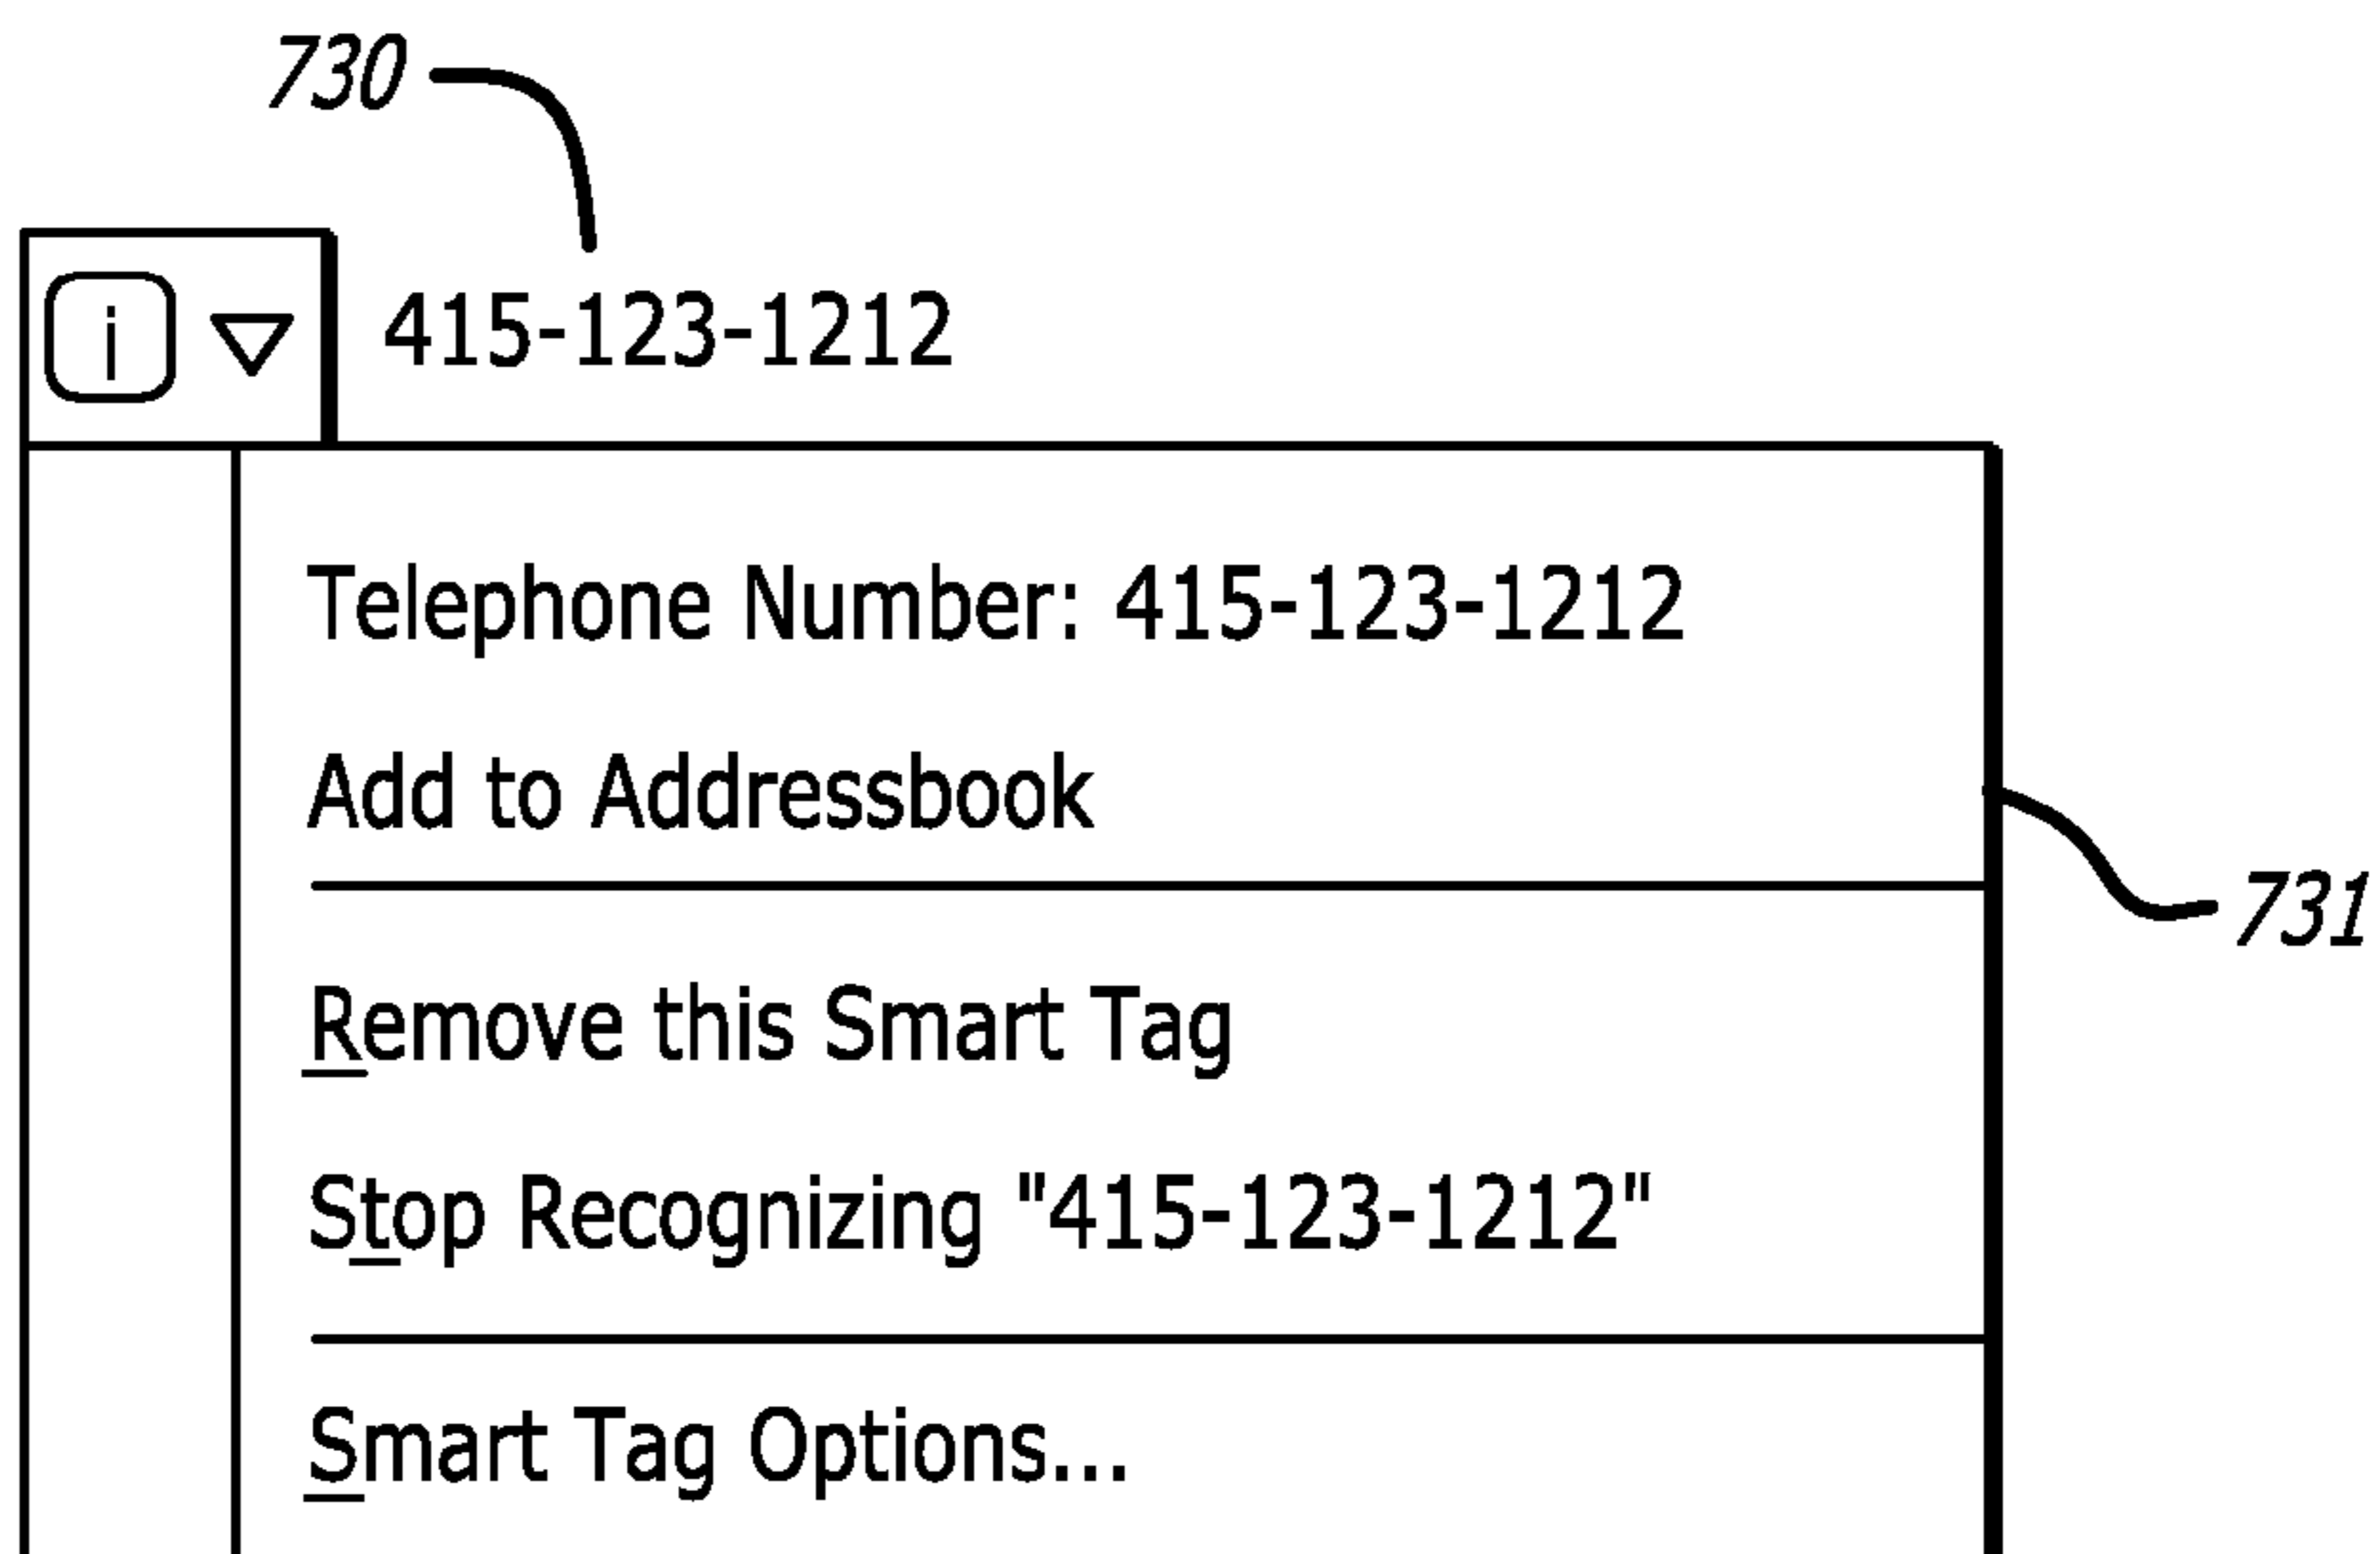 730
i 415-123-1212
Telephone Number: 415-123-1212
Add to Addressbook
731
Remove this Smart Tag
Stop Recognizing "415-123-1212"
Smart Tag Options...